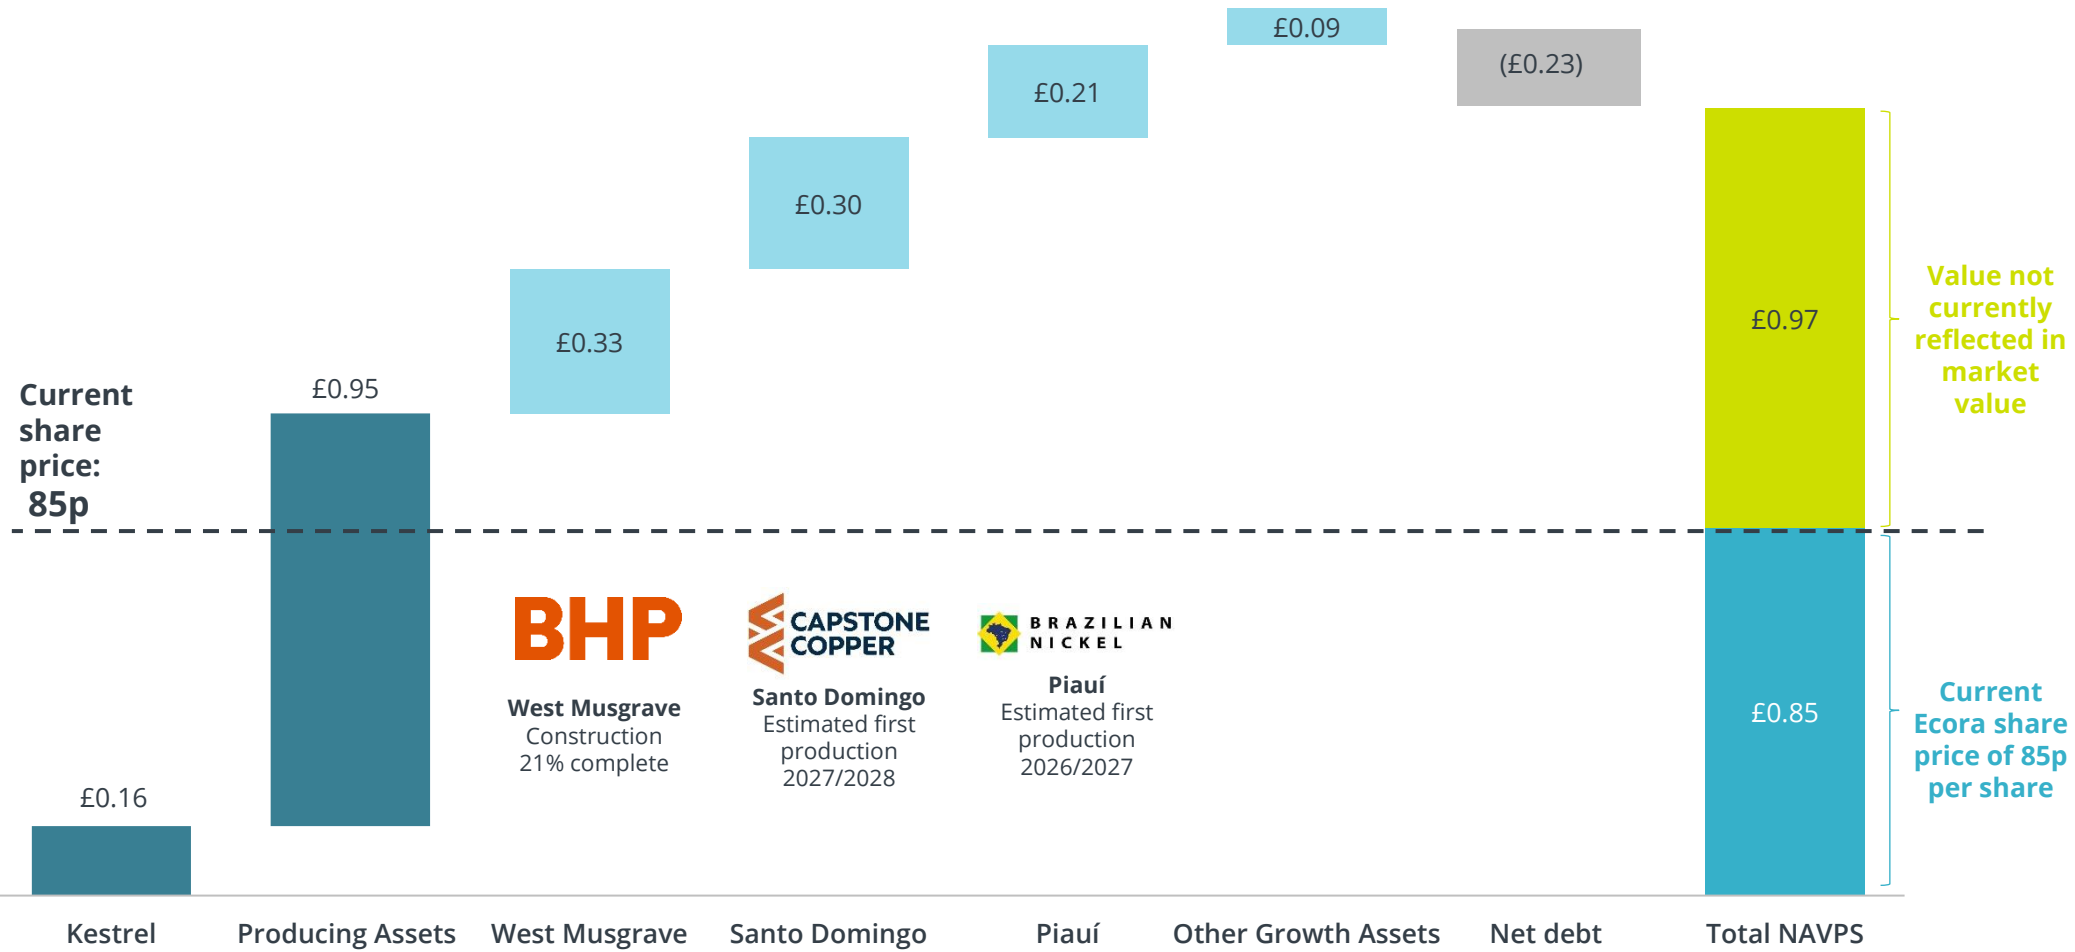 £0.09
(£0.23)
£0.21
£0.30
£0.33
£0.95
£0.16
Current
share
price:
85p
£0.97
£0.85
Value not
currently
reflected in
market
value
Current
Ecora share
price of 85p
per share
BHP
West Musgrave
Construction
21% complete
CAPSTONE
COPPER
Santo Domingo
Estimated first
production
2027/2028
BRAZILIAN
NICKEL
Piauí
Estimated first
production
2026/2027
Kestrel
Producing Assets
West Musgrave
Santo Domingo
Piauí
Other Growth Assets
Net debt
Total NAVPS